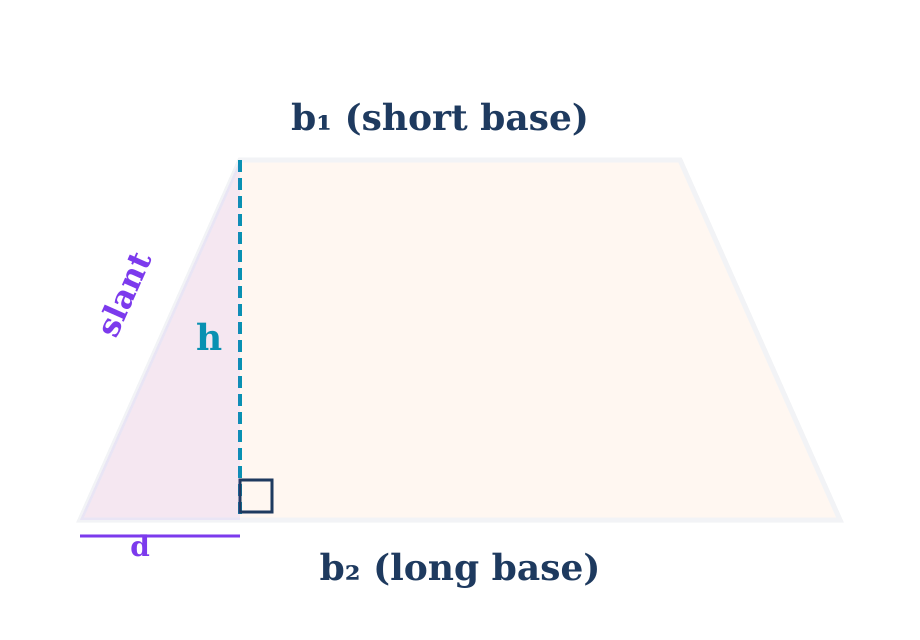 b₁ (short base)
slant
h
d
b₂ (long base)